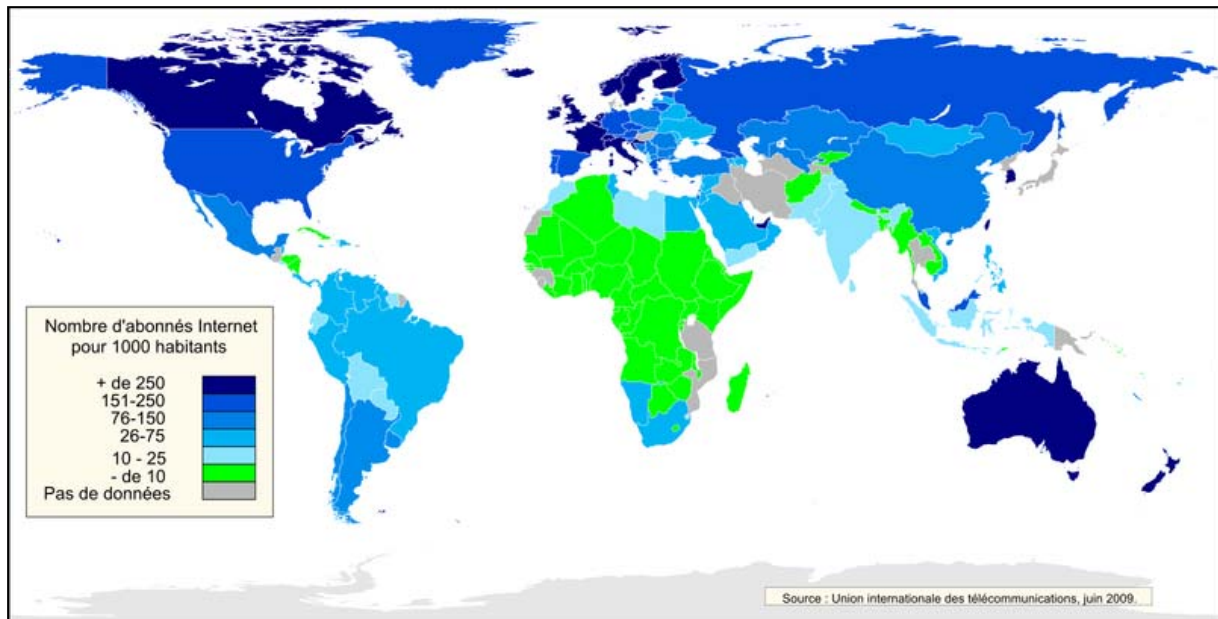 Nombre d'abonnés Internet
pour 1000 habitants
+ de 250
151-250
76-150
26-75
10 - 25
- de 10
Pas de données
Source : Union internationale des télécommunications, juin 2009.